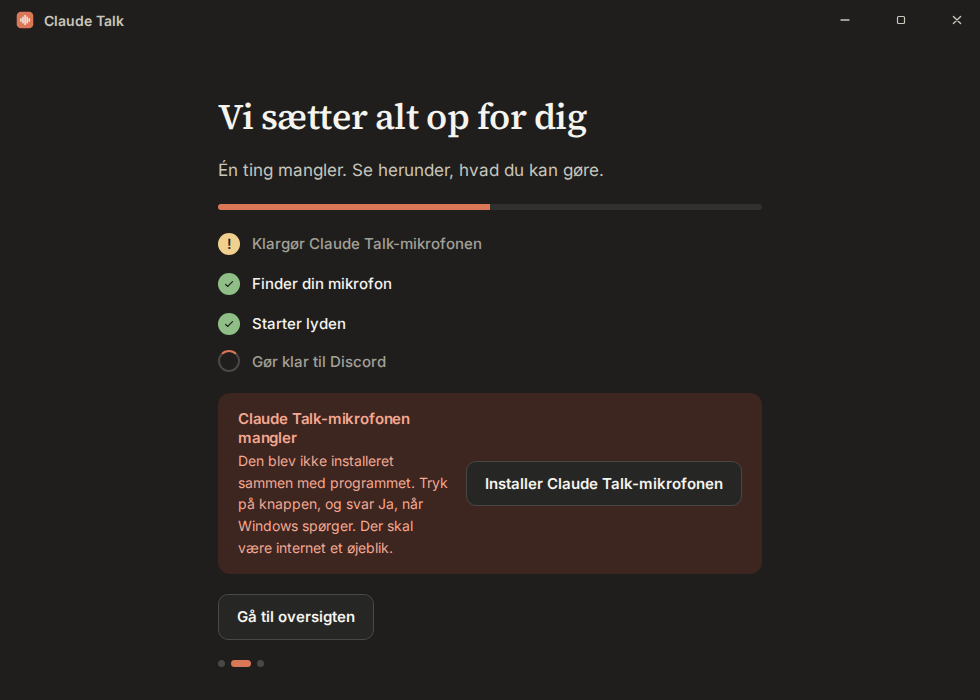 Claude Talk
Vi sætter alt op for dig
Én ting mangler. Se herunder, hvad du kan gøre.
Klargør Claude Talk-mikrofonen
Finder din mikrofon
Starter lyden
Gør klar til Discord
Claude Talk-mikrofonen
mangler
Den blev ikke installeret
sammen med programmet. Tryk
på knappen, og svar Ja, når
Windows spørger. Der skal
være internet et øjeblik.
Installer Claude Talk-mikrofonen
Gå til oversigten